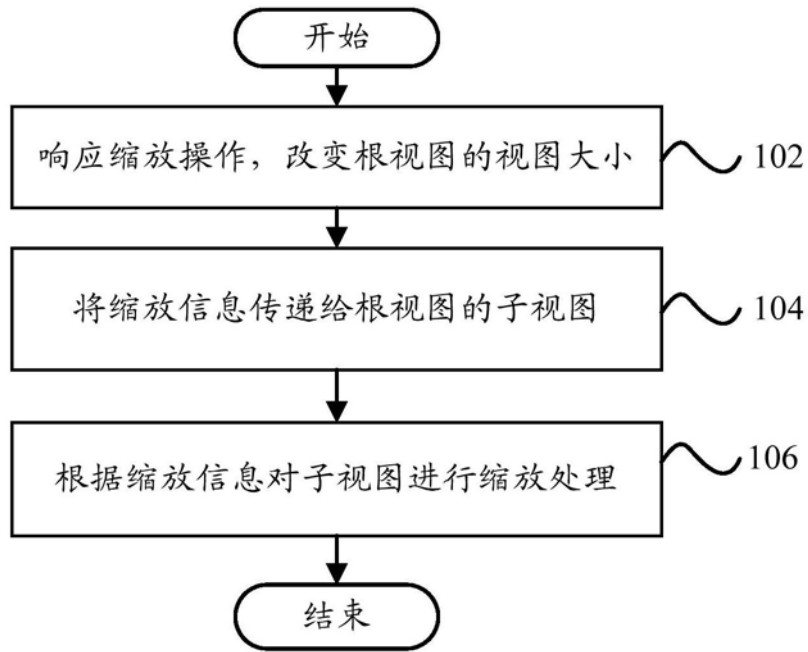 开始
响应缩放操作，改变根视图的视图大小
102
将缩放信息传递给根视图的子视图
104
根据缩放信息对子视图进行缩放处理
106
结束